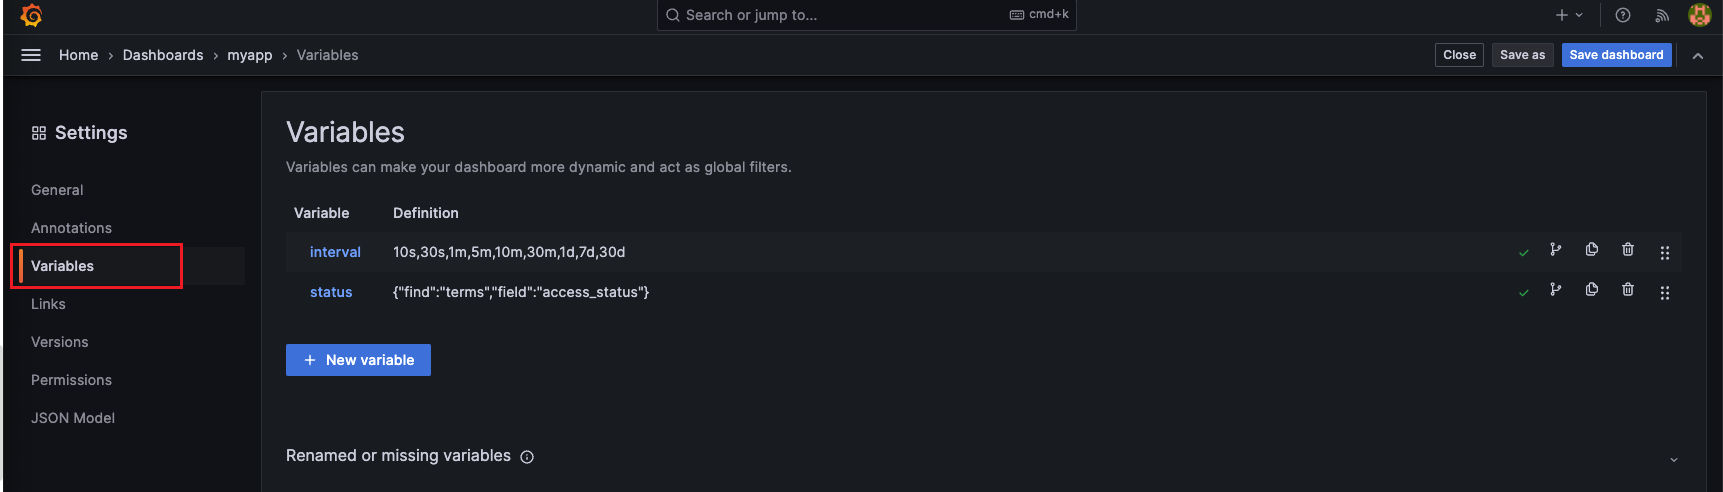 Search or jump to... cmd+k
Home › Dashboards › myapp › Variables Close Save as Save dashboard
Settings
General
Annotations
Variables
Links
Versions
Permissions
JSON Model
Variables
Variables can make your dashboard more dynamic and act as global filters.
Variable Definition
interval 10s,30s,1m,5m,10m,30m,1d,7d,30d
status {"find":"terms","field":"access_status"}
+ New variable
Renamed or missing variables